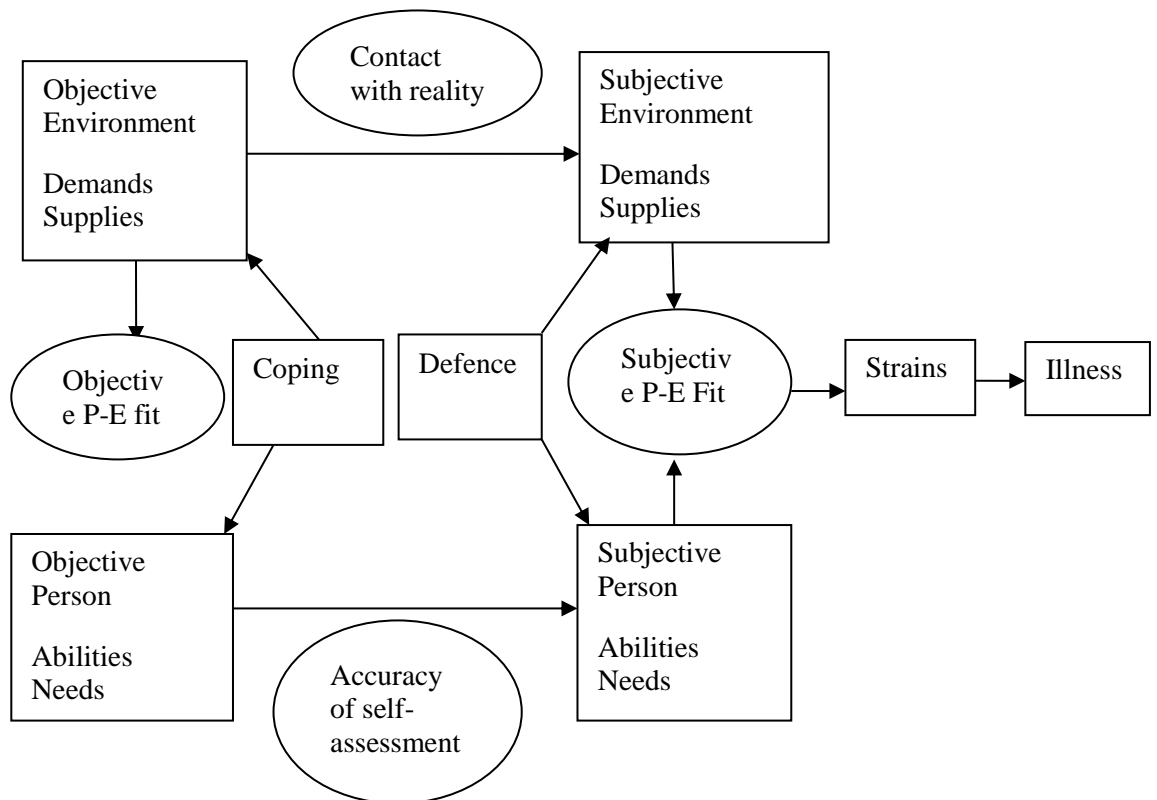 Contact
with reality
Objective
Environment
Demands
Supplies
Subjective
Environment
Demands
Supplies
Objectiv
e P-E fit
Coping
Defence
Subjectiv
e P-E Fit
Strains
Illness
Objective
Person
Abilities
Needs
Accuracy
of self-
assessment
Subjective
Person
Abilities
Needs